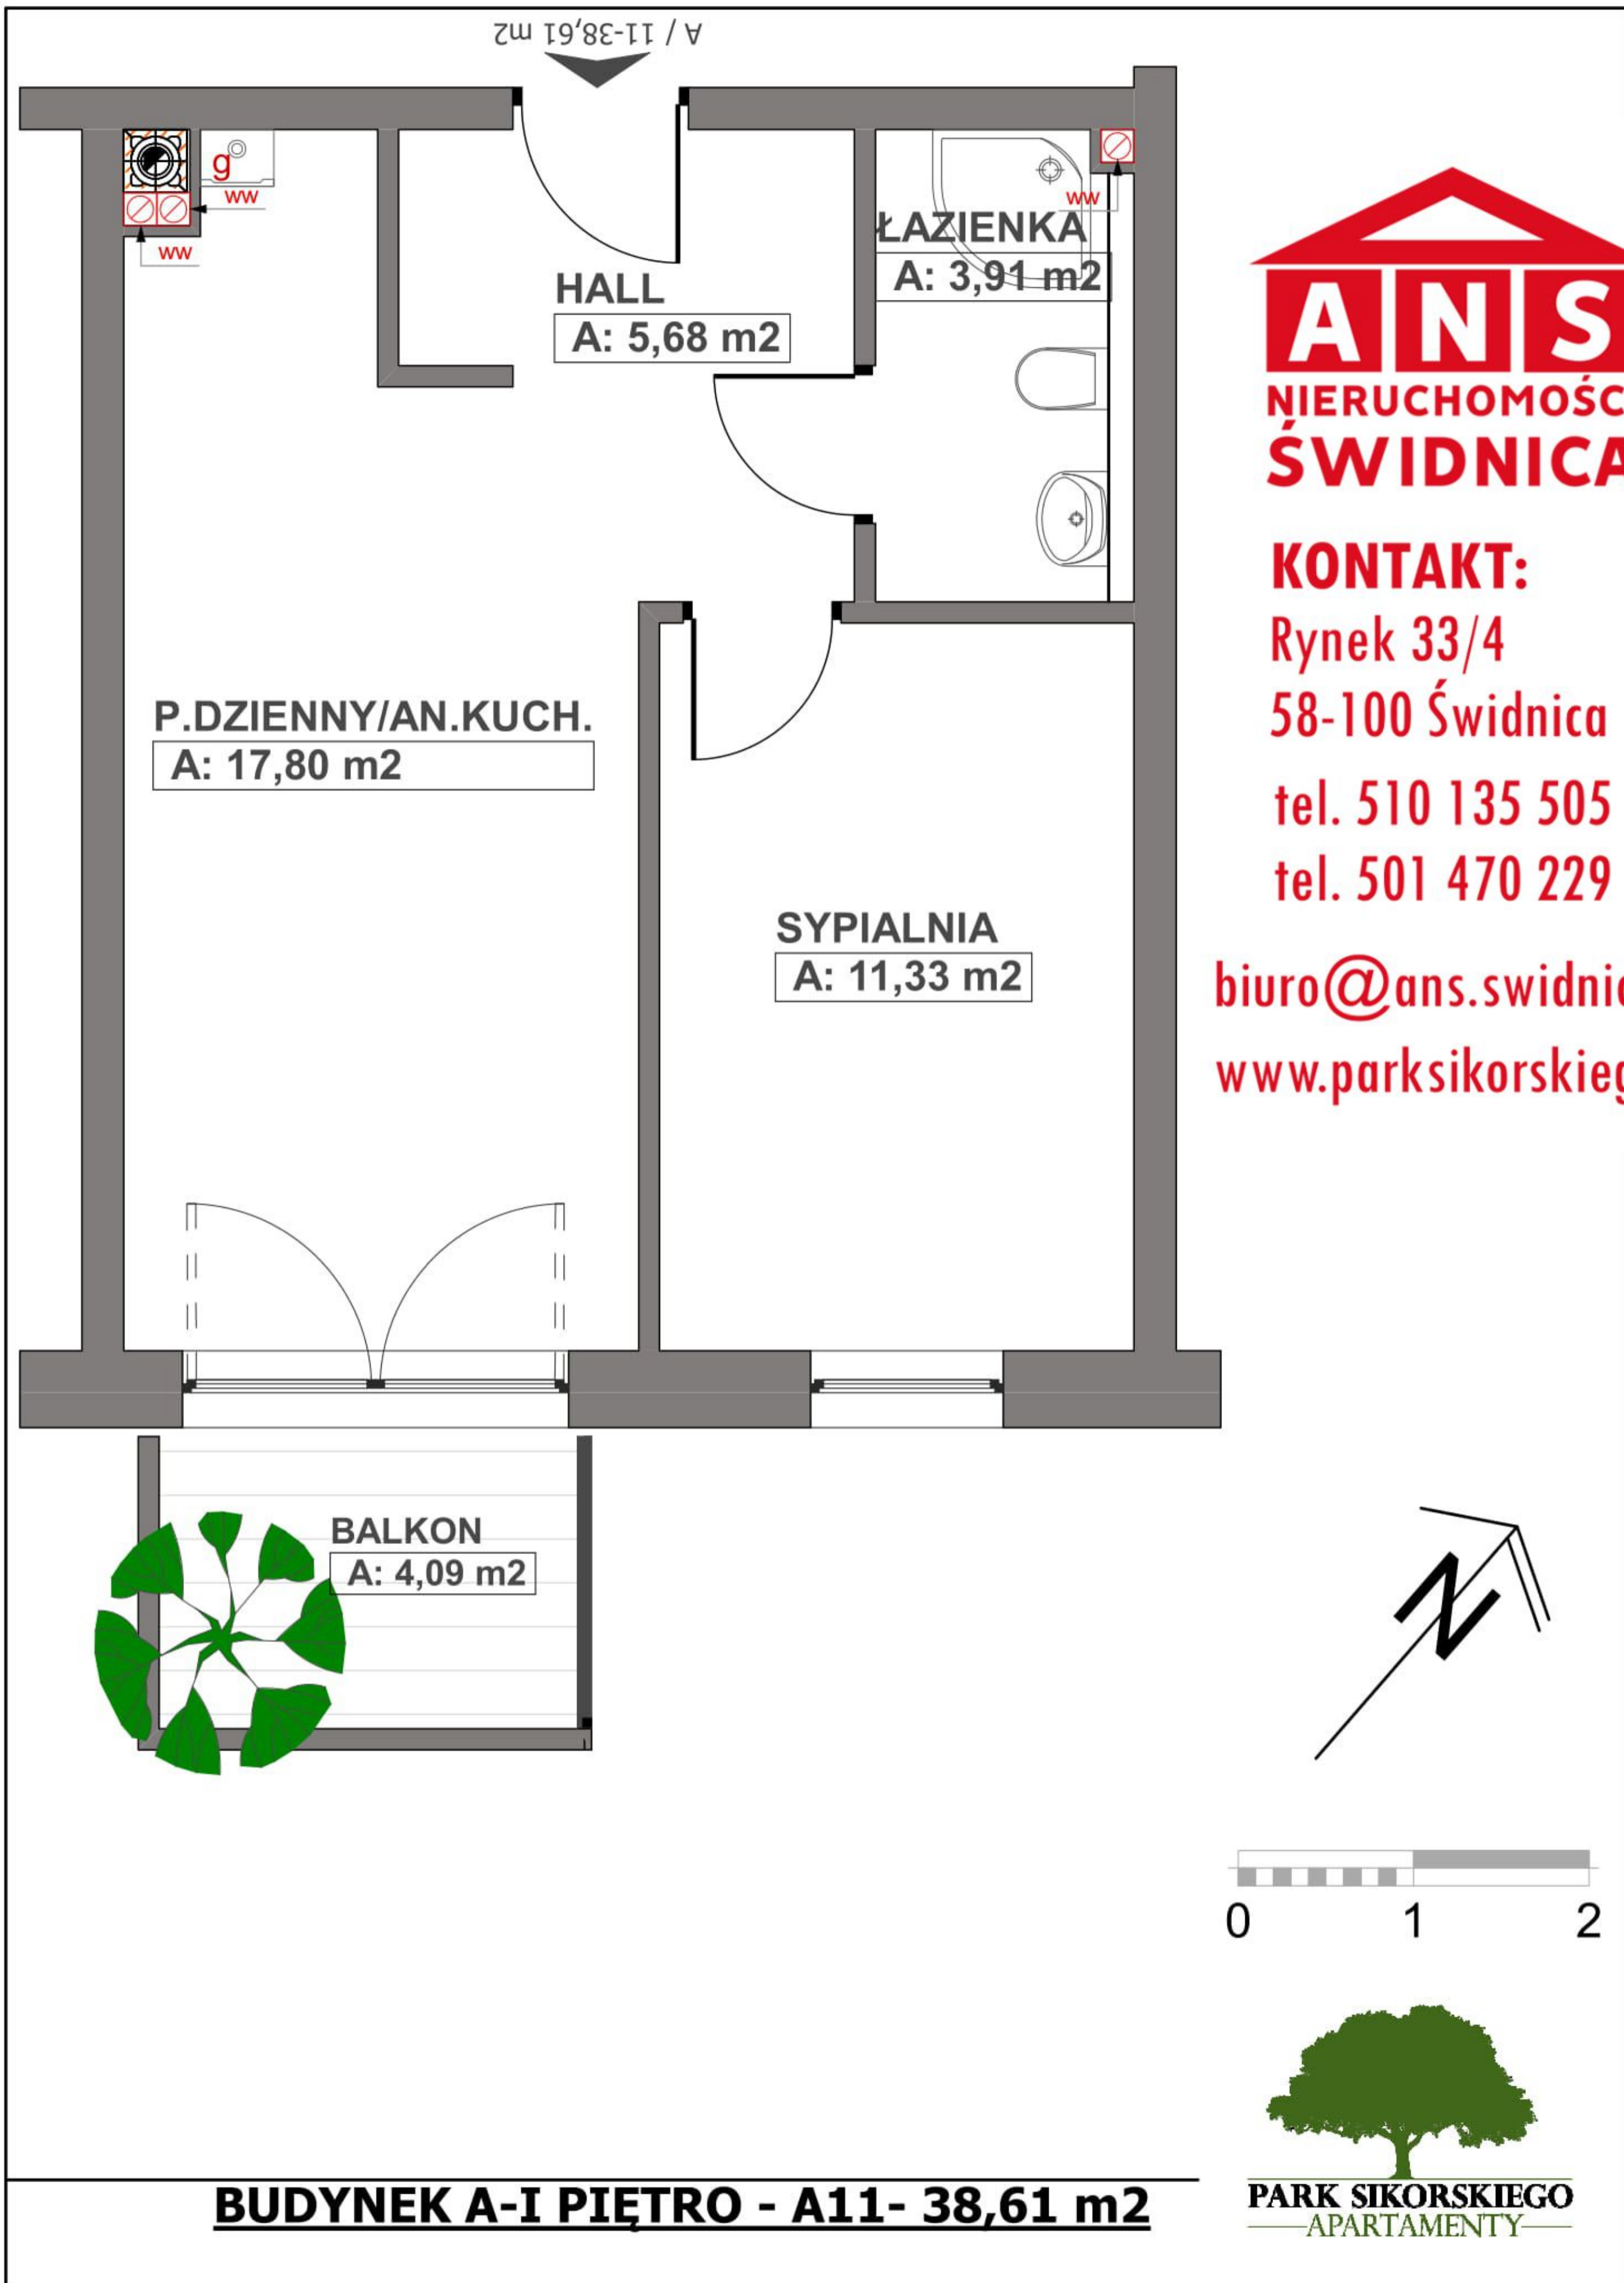 A / 11-38,61 m2
g
ww
ww
ww
ŁAZIENKA
A: 3,91 m2
HALL
A: 5,68 m2
P.DZIENNY/AN.KUCH.
A: 17,80 m2
SYPIALNIA
A: 11,33 m2
BALKON
A: 4,09 m2
ANS
NIERUCHOMOŚC
ŚWIDNICA
KONTAKT:
Rynek 33/4
58-100 Świdnica
tel. 510 135 505
tel. 501 470 229
biuro@ans.swidnic
www.parksikorskieg
N
0 1 2
PARK SIKORSKIEGO
APARTAMENTY
BUDYNEK A-I PIĘTRO - A11- 38,61 m2